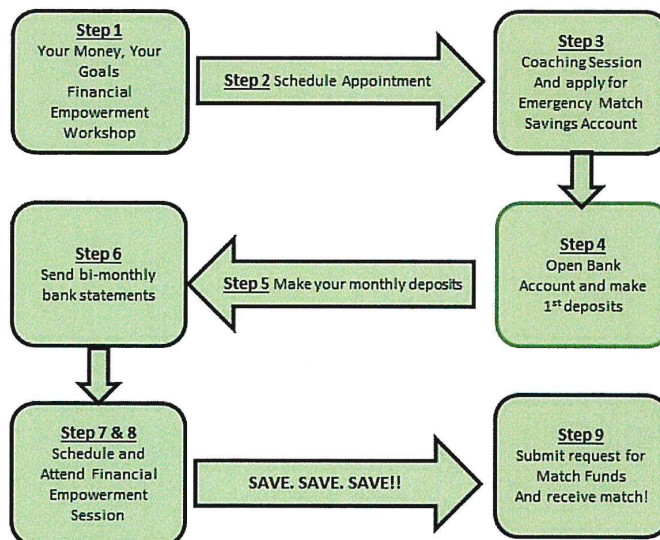 Step 1
Your Money, Your
Goals
Financial
Empowerment
Workshop
Step 2 Schedule Appointment
Step 3
Coaching Session
And apply for
Emergency Match
Savings Account
Step 4
Open Bank
Account and make
1st deposits
Step 5 Make your monthly deposits
Step 6
Send bi-monthly
bank statements
Step 7 & 8
Schedule and
Attend Financial
Empowerment
Session
SAVE. SAVE. SAVE!!
Step 9
Submit request for
Match Funds
And receive match!